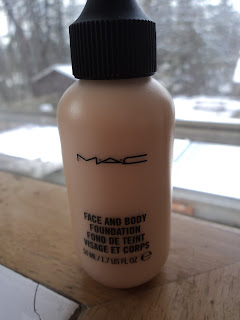 MAC
FACE AND BODY
FOUNDATION
FOND DE TEINT
VISAGE ET CORPS
50 ML / 1.7 US FL OZ